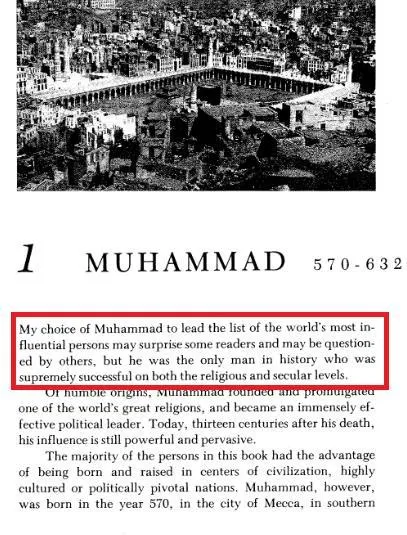 1 MUHAMMAD 570-632
My choice of Muhammad to lead the list of the world's most in-
fluential persons may surprise some readers and may be question-
ed by others, but he was the only man in history who was
supremely successful on both the religious and secular levels.
Of humble origins, Muhammad founded and promulgated
one of the world's great religions, and became an immensely ef-
fective political leader. Today, thirteen centuries after his death,
his influence is still powerful and pervasive.
The majority of the persons in this book had the advantage
of being born and raised in centers of civilization, highly
cultured or politically pivotal nations. Muhammad, however,
was born in the year 570, in the city of Mecca, in southern